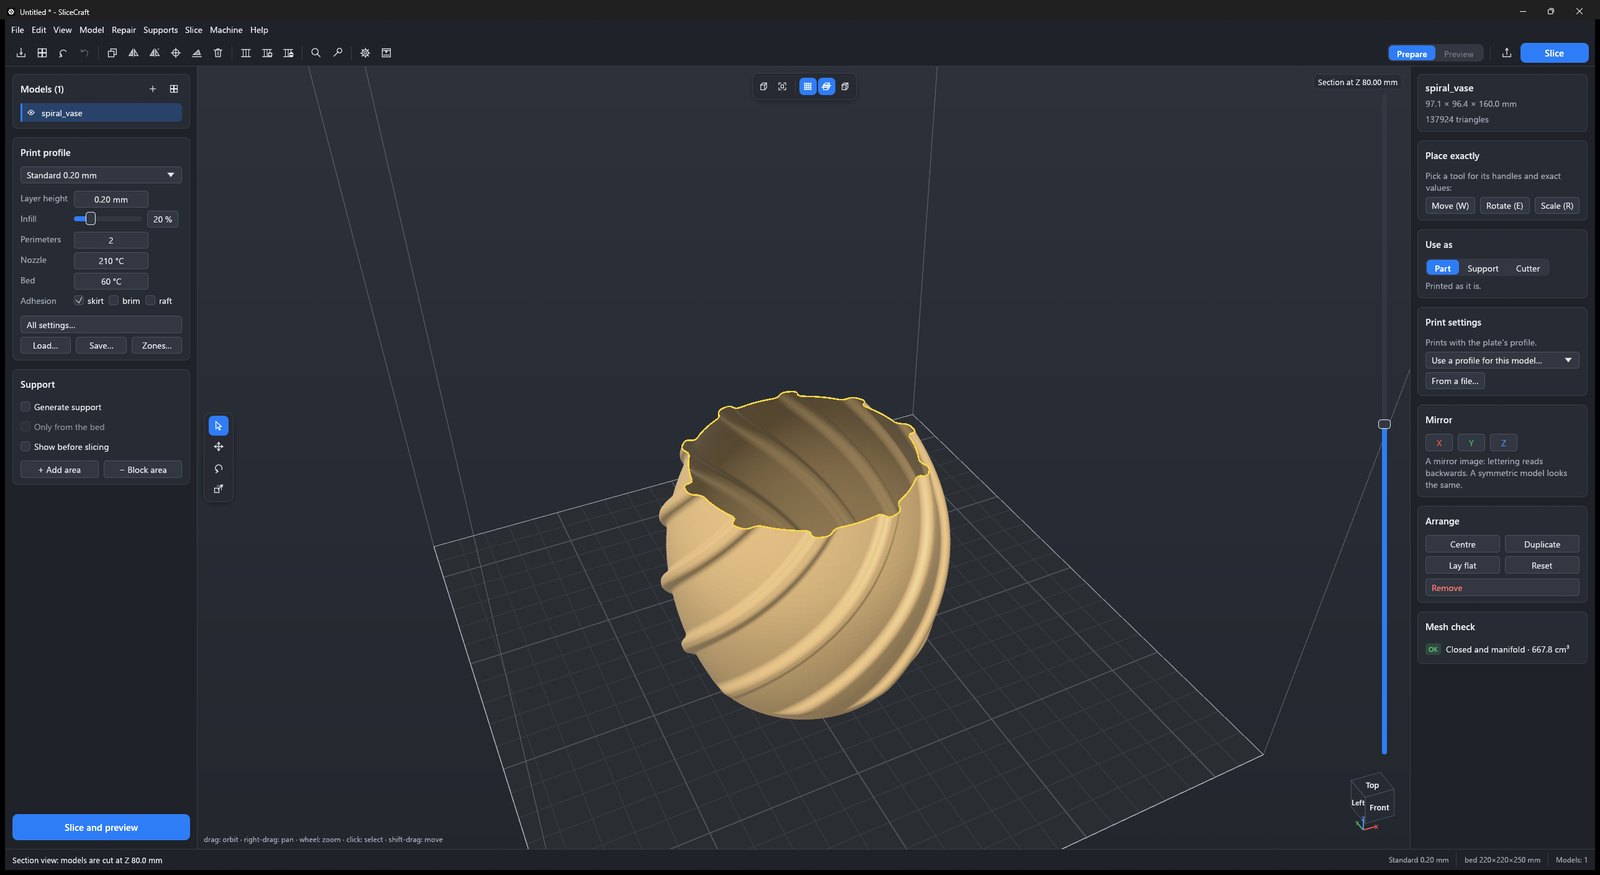 Untitled * - SliceCraft
File Edit View Model Repair Supports Slice Machine Help
Prepare Preview Slice
Models (1)
spiral_vase
Print profile
Standard 0.20 mm
Layer height 0.20 mm
Infill 20 %
Perimeters 2
Nozzle 210 °C
Bed 60 °C
Adhesion skirt brim raft
All settings...
Load... Save... Zones...
Support
Generate support
Only from the bed
Show before slicing
+ Add area − Block area
Slice and preview
Section at Z 80.00 mm
Top
Left Front
drag: orbit · right-drag: pan · wheel: zoom · click: select · shift-drag: move
spiral_vase
97.1 × 96.4 × 160.0 mm
137924 triangles
Place exactly
Pick a tool for its handles and exact
values:
Move (W) Rotate (E) Scale (R)
Use as
Part Support Cutter
Printed as it is.
Print settings
Prints with the plate's profile.
Use a profile for this model...
From a file...
Mirror
X Y Z
A mirror image: lettering reads
backwards. A symmetric model looks
the same.
Arrange
Centre Duplicate
Lay flat Reset
Remove
Mesh check
OK Closed and manifold · 667.8 cm³
Section view: models are cut at Z 80.0 mm
Standard 0.20 mm bed 220×220×250 mm Models: 1